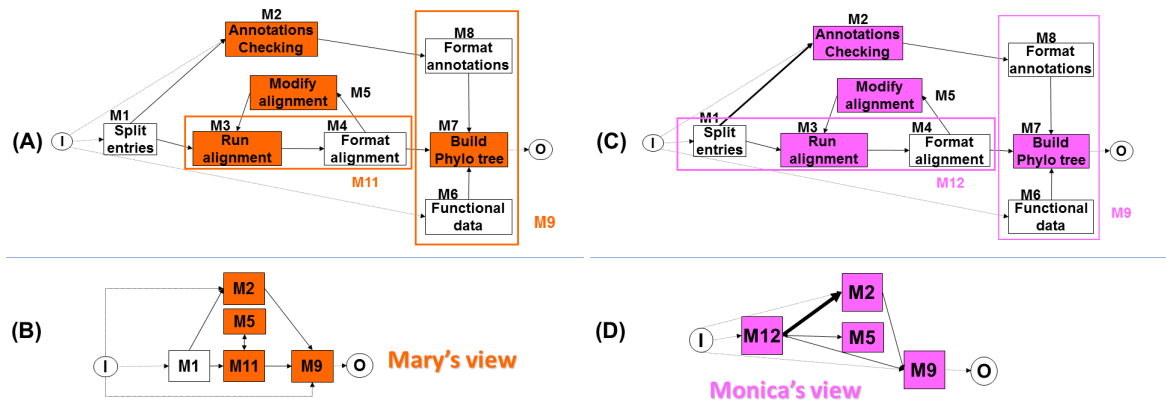 M2
Annotations
Checking
M8
Format
annotations
Modify
alignment
M5
M1
Split
entries
M3
Run
alignment
M4
Format
alignment
M7
Build
Phylo tree
(A)
I
O
M11
M6
Functional
data
M9
M2
Annotations
Checking
M8
Format
annotations
Modify
alignment
M5
M1
Split
entries
M3
Run
alignment
M4
Format
alignment
M7
Build
Phylo tree
(C)
I
O
M12
M6
Functional
data
M9
(B)
M2
M5
I
M1
M11
M9
O
Mary's view
(D)
M2
I
M12
M5
M9
O
Monica's view